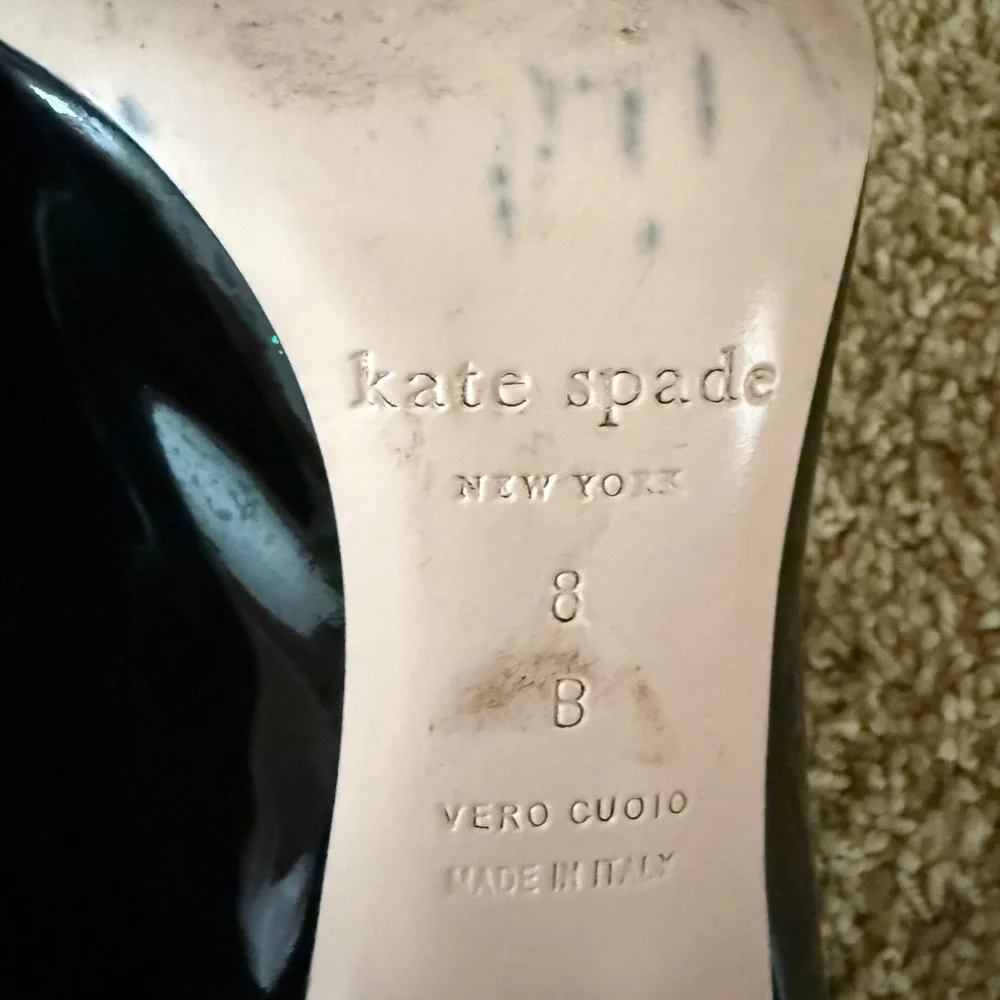 kate spade
NEW YORK
8
B
VERO CUOIO
MADE IN ITALY